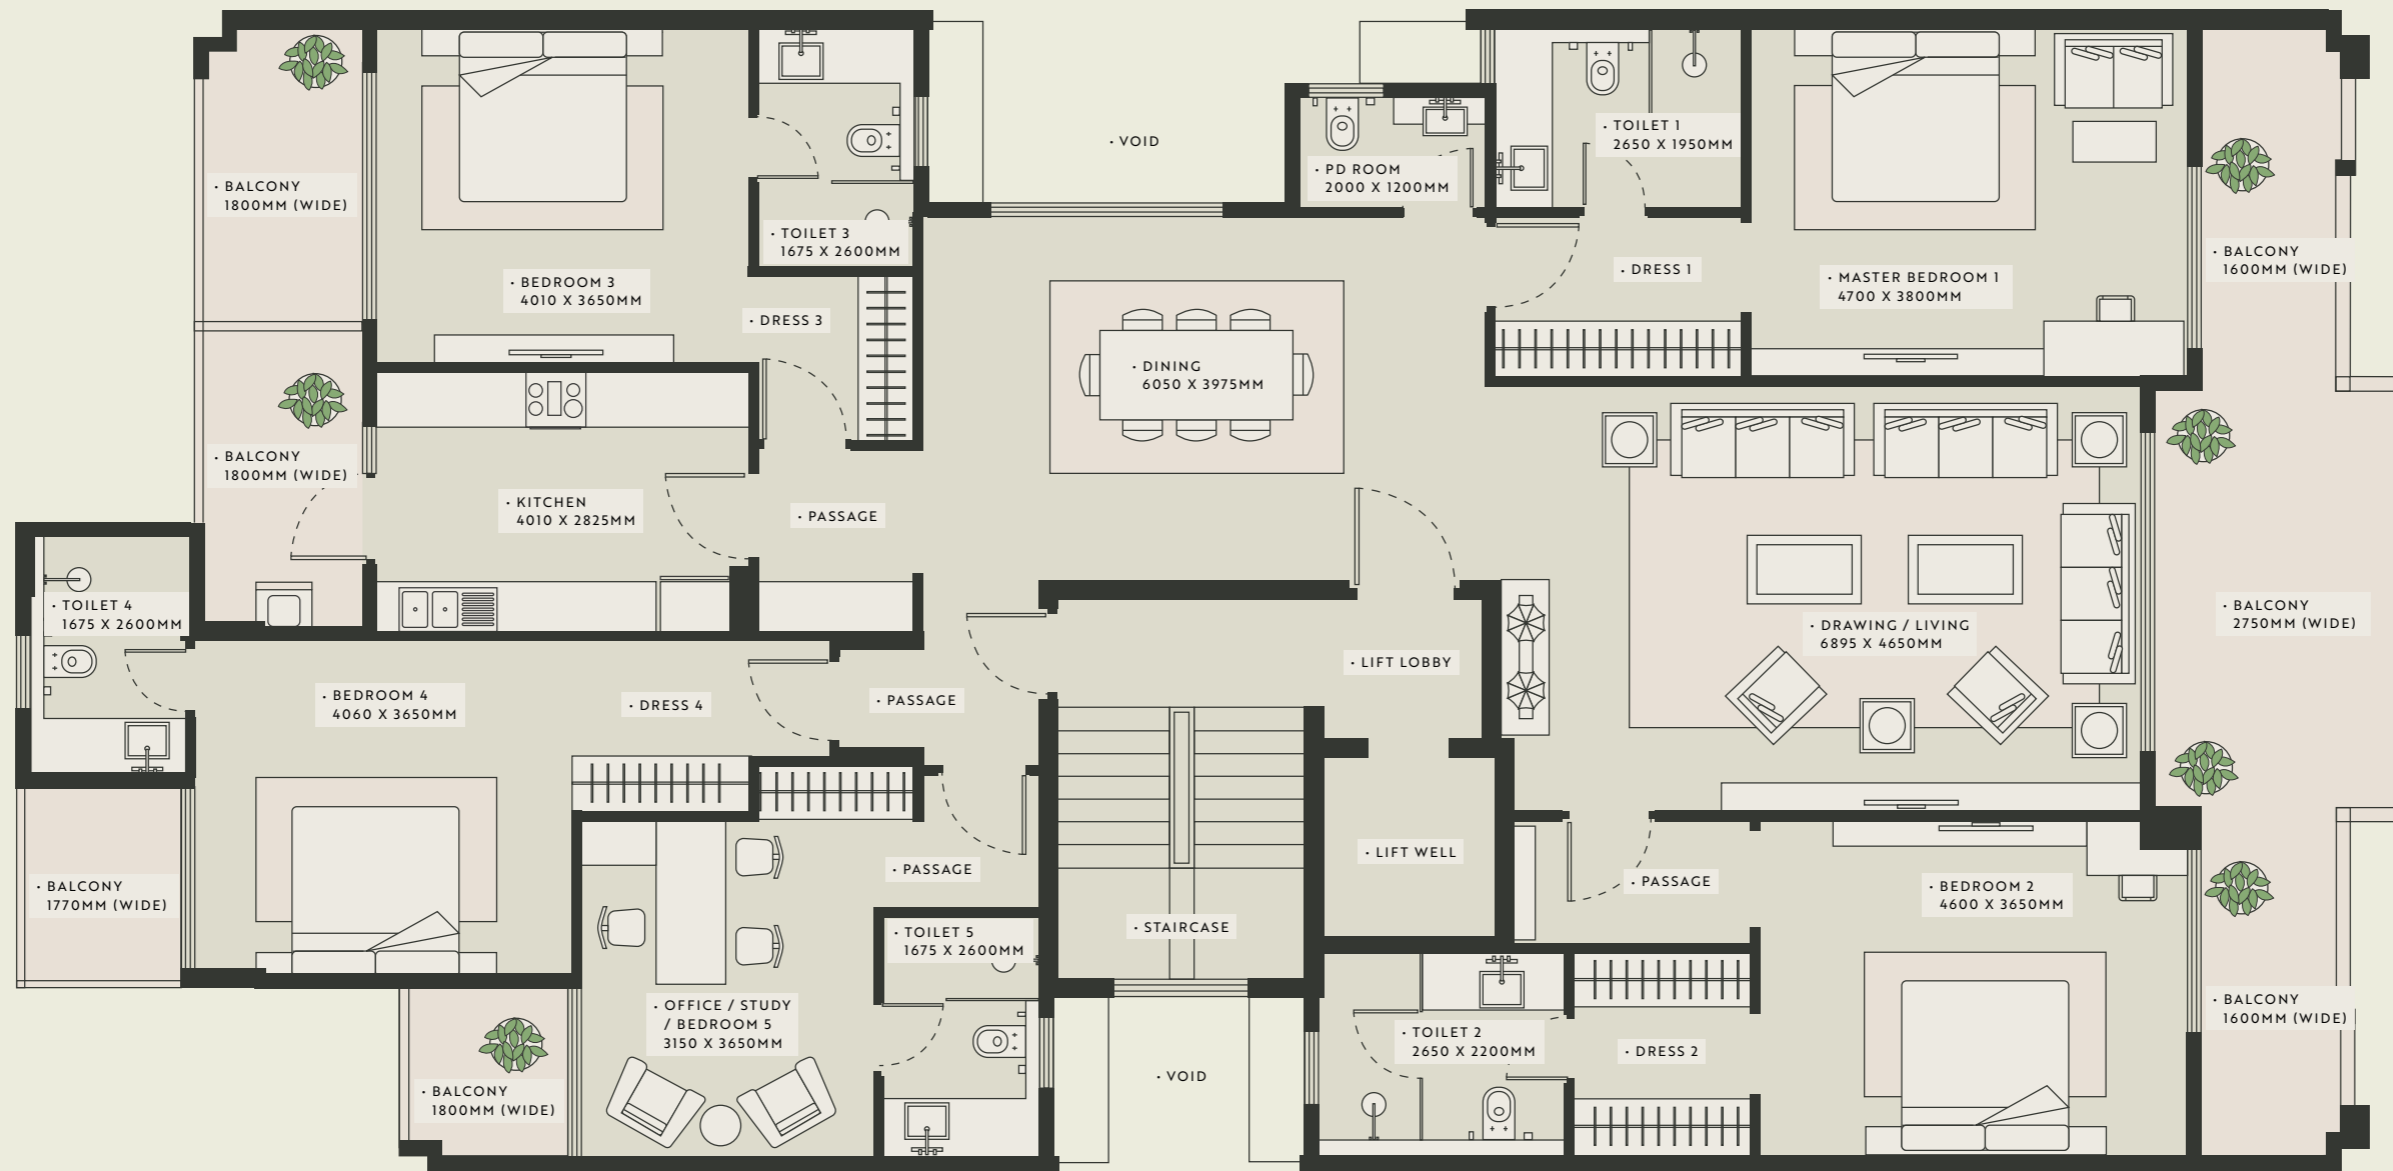 • VOID
• TOILET 1
2650 X 1950MM
• PD ROOM
2000 X 1200MM
• BALCONY
1800MM (WIDE)
• TOILET 3
1675 X 2600MM
• BALCONY
1600MM (WIDE)
• DRESS 1
• MASTER BEDROOM 1
4700 X 3800MM
• BEDROOM 3
4010 X 3650MM
• DRESS 3
• DINING
6050 X 3975MM
• BALCONY
1800MM (WIDE)
• KITCHEN
4010 X 2825MM
• PASSAGE
• TOILET 4
1675 X 2600MM
• BALCONY
2750MM (WIDE)
• DRAWING / LIVING
6895 X 4650MM
• LIFT LOBBY
• BEDROOM 4
4060 X 3650MM
• DRESS 4
• PASSAGE
• LIFT WELL
• PASSAGE
• PASSAGE
• BALCONY
1770MM (WIDE)
• BEDROOM 2
4600 X 3650MM
• STAIRCASE
• TOILET 5
1675 X 2600MM
• OFFICE / STUDY
/ BEDROOM 5
3150 X 3650MM
• BALCONY
1600MM (WIDE)
• TOILET 2
2650 X 2200MM
• DRESS 2
• VOID
• BALCONY
1800MM (WIDE)